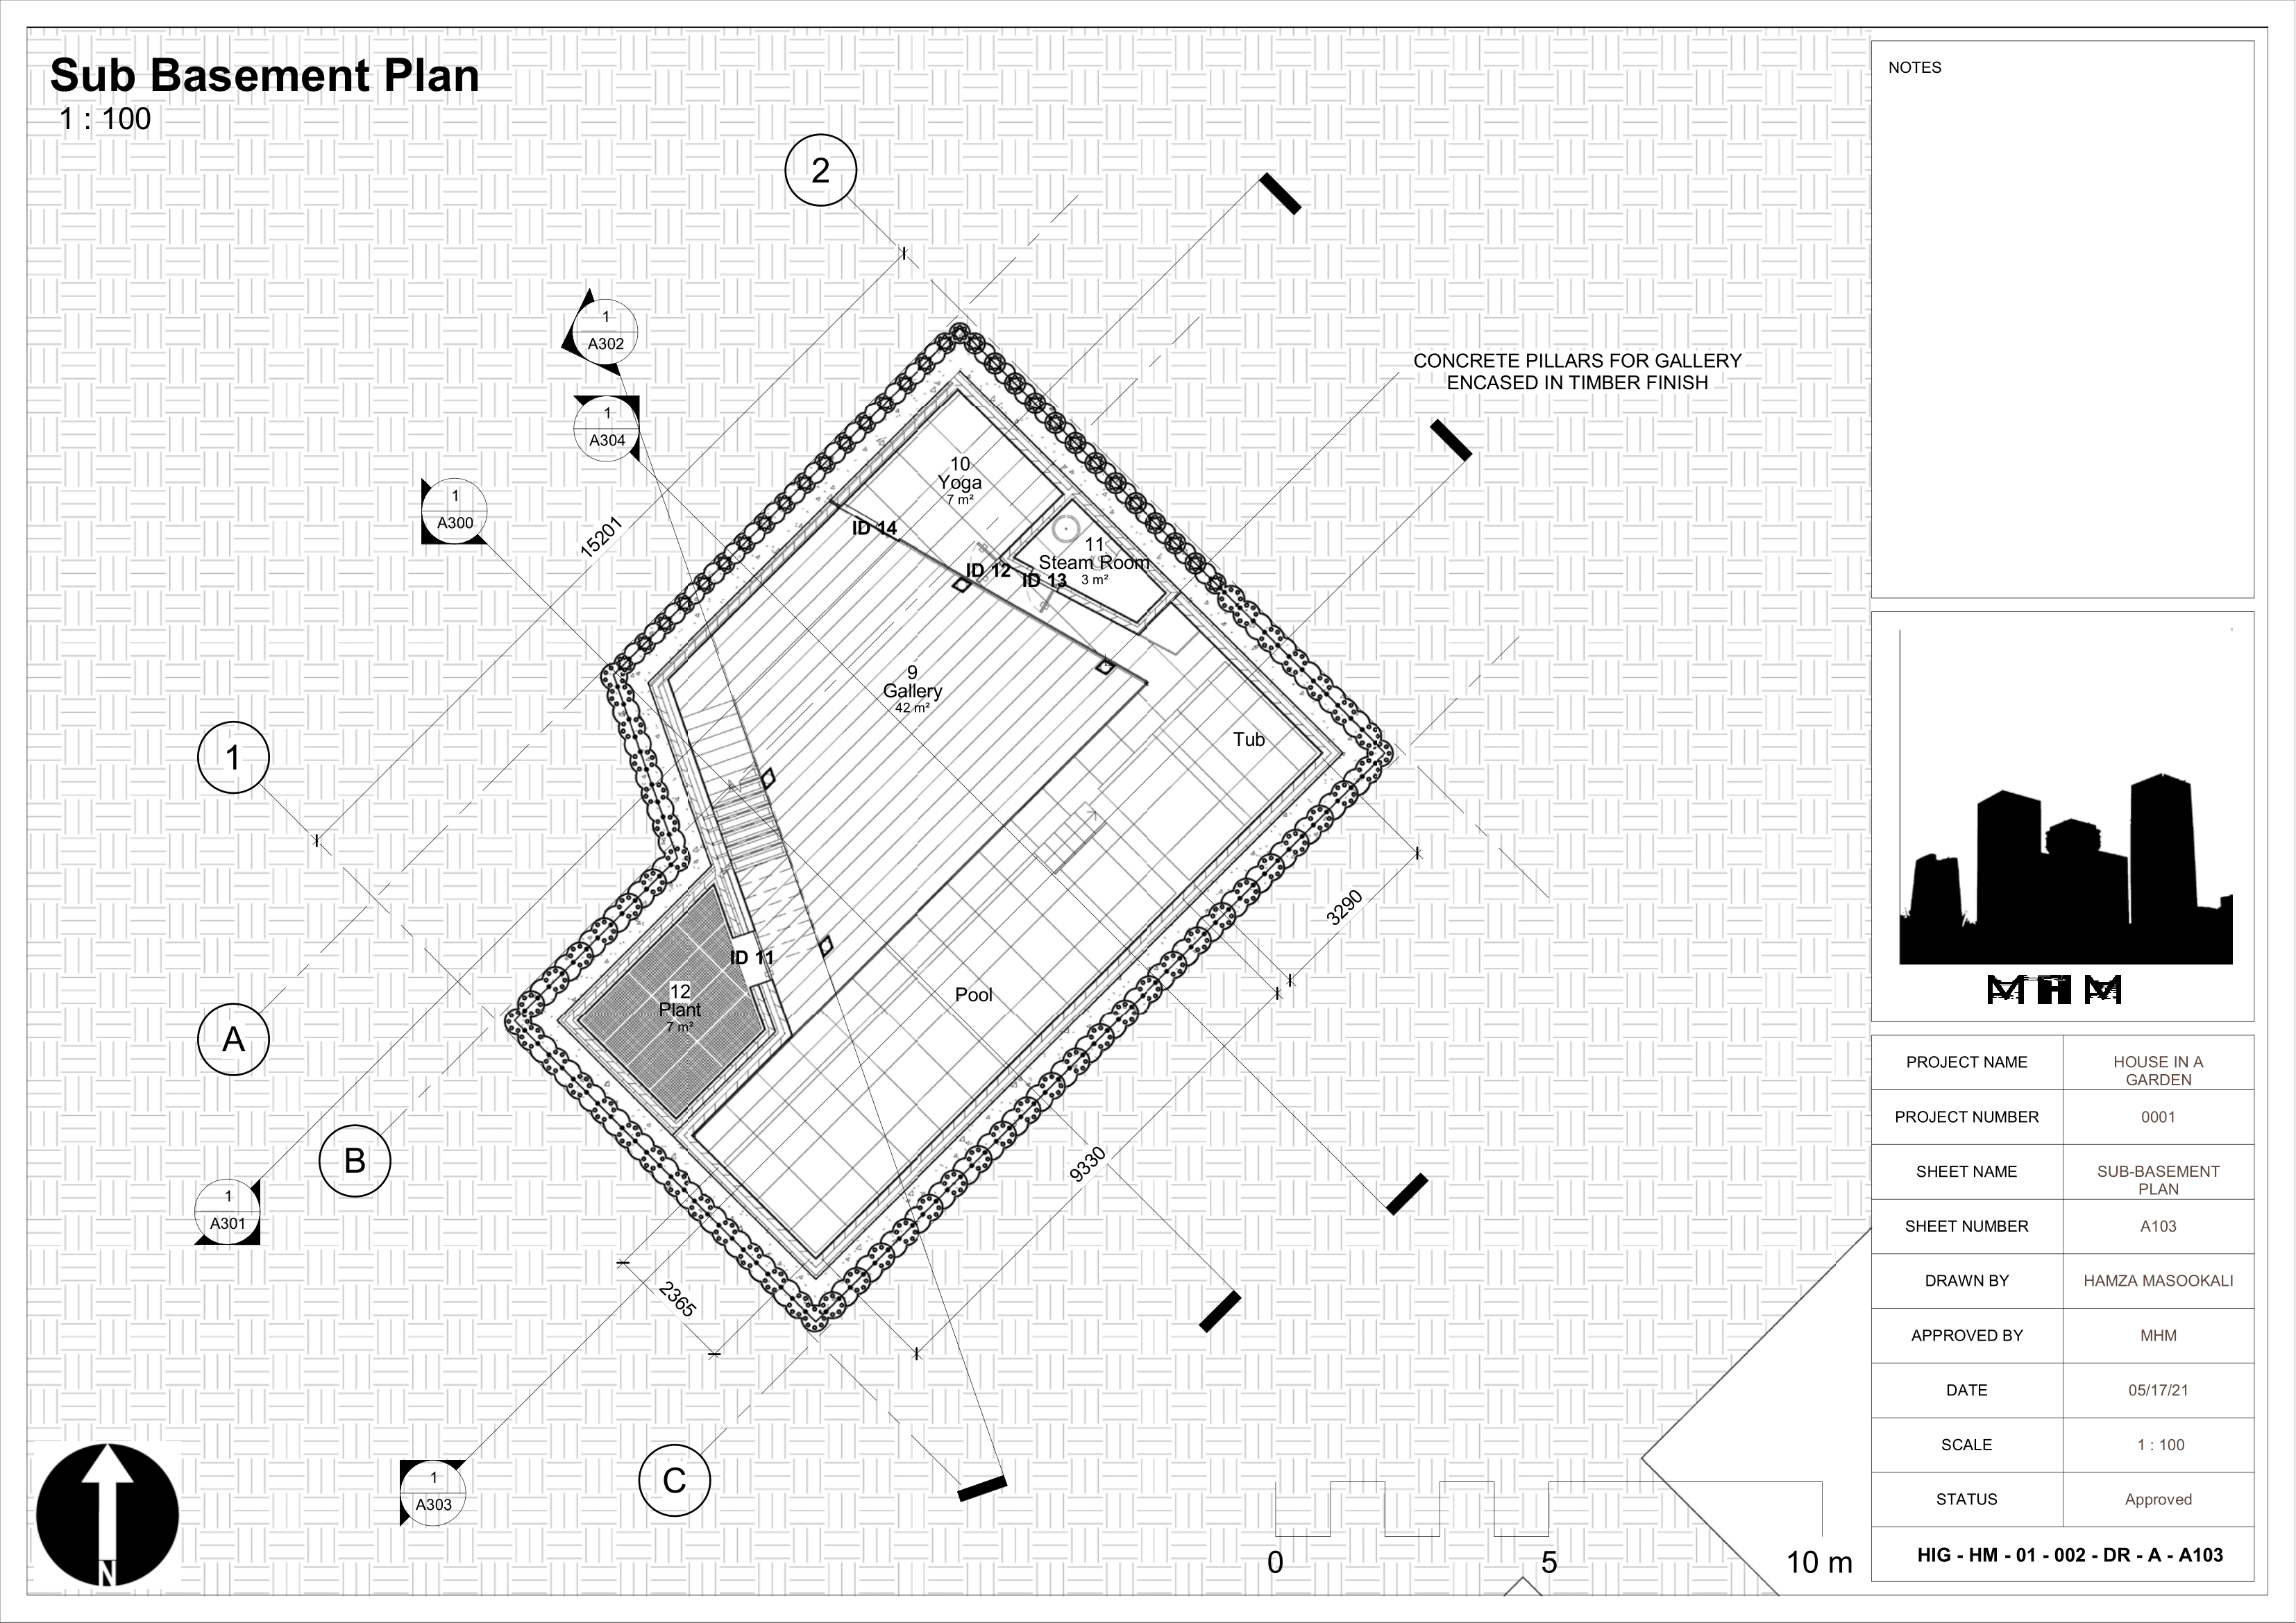 Sub Basement Plan
1 : 100
2
1
A302
1
A304
1
A300
15201
1
A
B
1
A301
1
A303
C
CONCRETE PILLARS FOR GALLERY
ENCASED IN TIMBER FINISH
10
Yoga
7 m²
ID 14
11
Steam Room
3 m²
ID 12
ID 13
9
Gallery
42 m²
Tub
ID 11
12
Plant
7 m²
Pool
3290
9330
2365
N
0
5
10 m
NOTES
MHM
PROJECT NAME
HOUSE IN A
GARDEN
PROJECT NUMBER
0001
SHEET NAME
SUB-BASEMENT
PLAN
SHEET NUMBER
A103
DRAWN BY
HAMZA MASOOKALI
APPROVED BY
MHM
DATE
05/17/21
SCALE
1 : 100
STATUS
Approved
HIG - HM - 01 - 002 - DR - A - A103